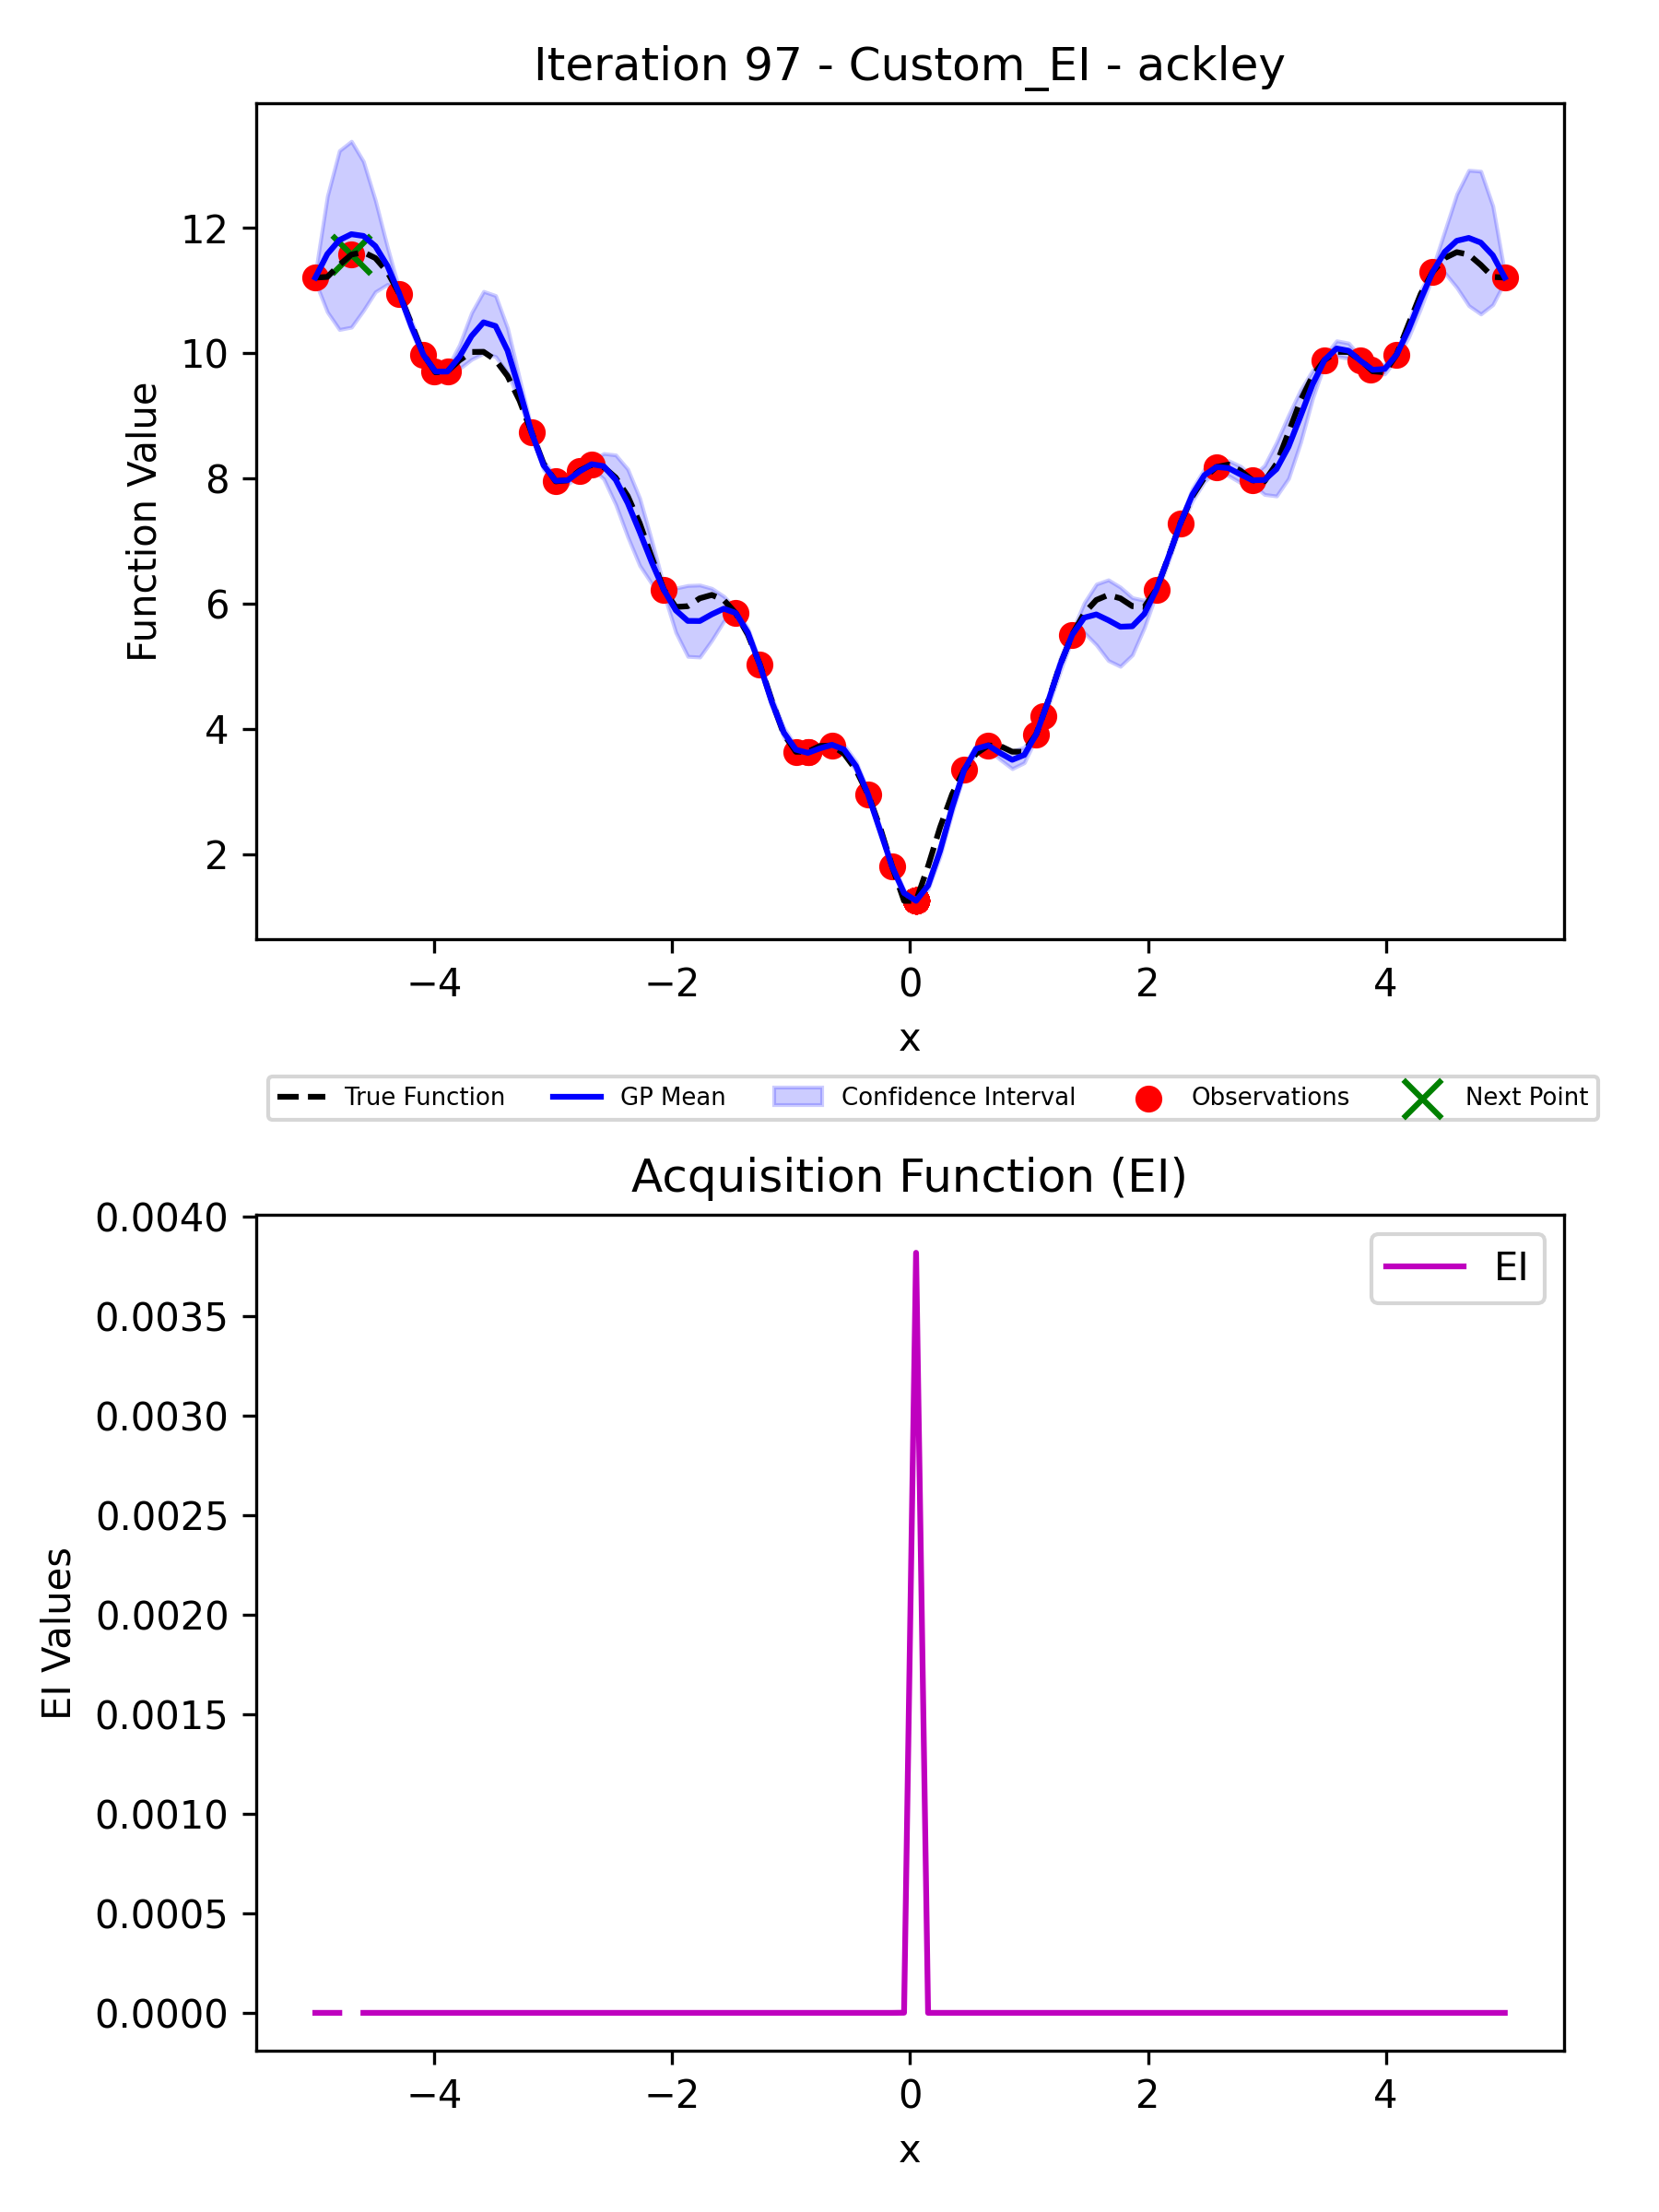 Iteration 97 - Custom_EI - ackley
12
10
8
6
4
2
Function Value
−4 −2 0 2 4
x
True Function GP Mean Confidence Interval Observations Next Point
Acquisition Function (EI)
EI
0.0040
0.0035
0.0030
0.0025
0.0020
0.0015
0.0010
0.0005
0.0000
EI Values
−4 −2 0 2 4
x